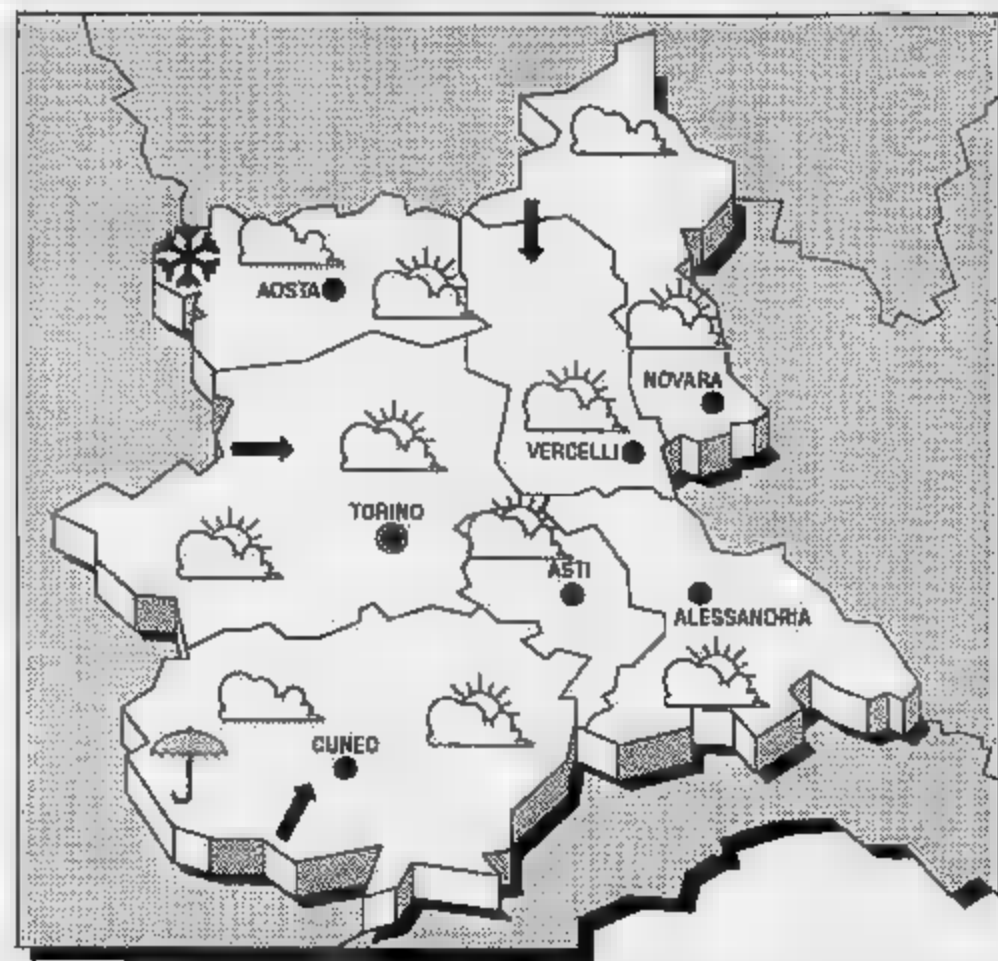 AOSTA
NOVARA
VERCELLI
TORINO
ASTI
ALESSANDRIA
CUNEO